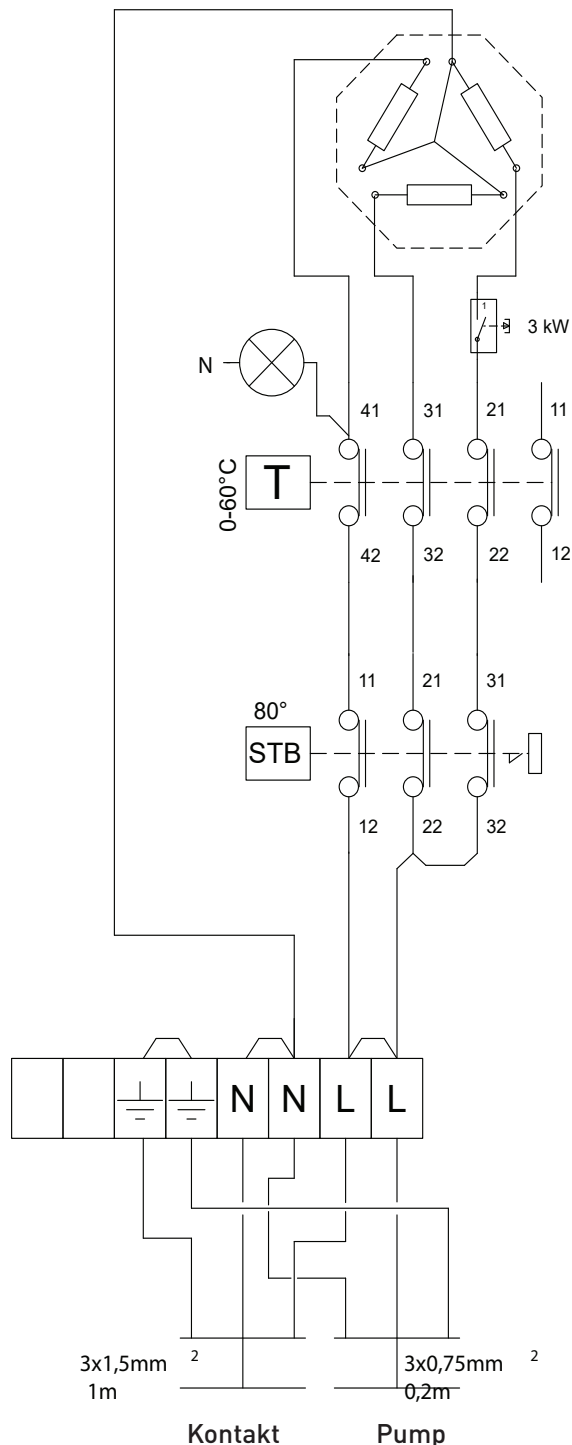 1
3 kW
N
41 31 21 11
0-60°C
T
42 32 22 12
11 21 31
80°
STB
12 22 32
N N L L
3x1,5mm 2
1m
3x0,75mm 2
0,2m
Kontakt Pump